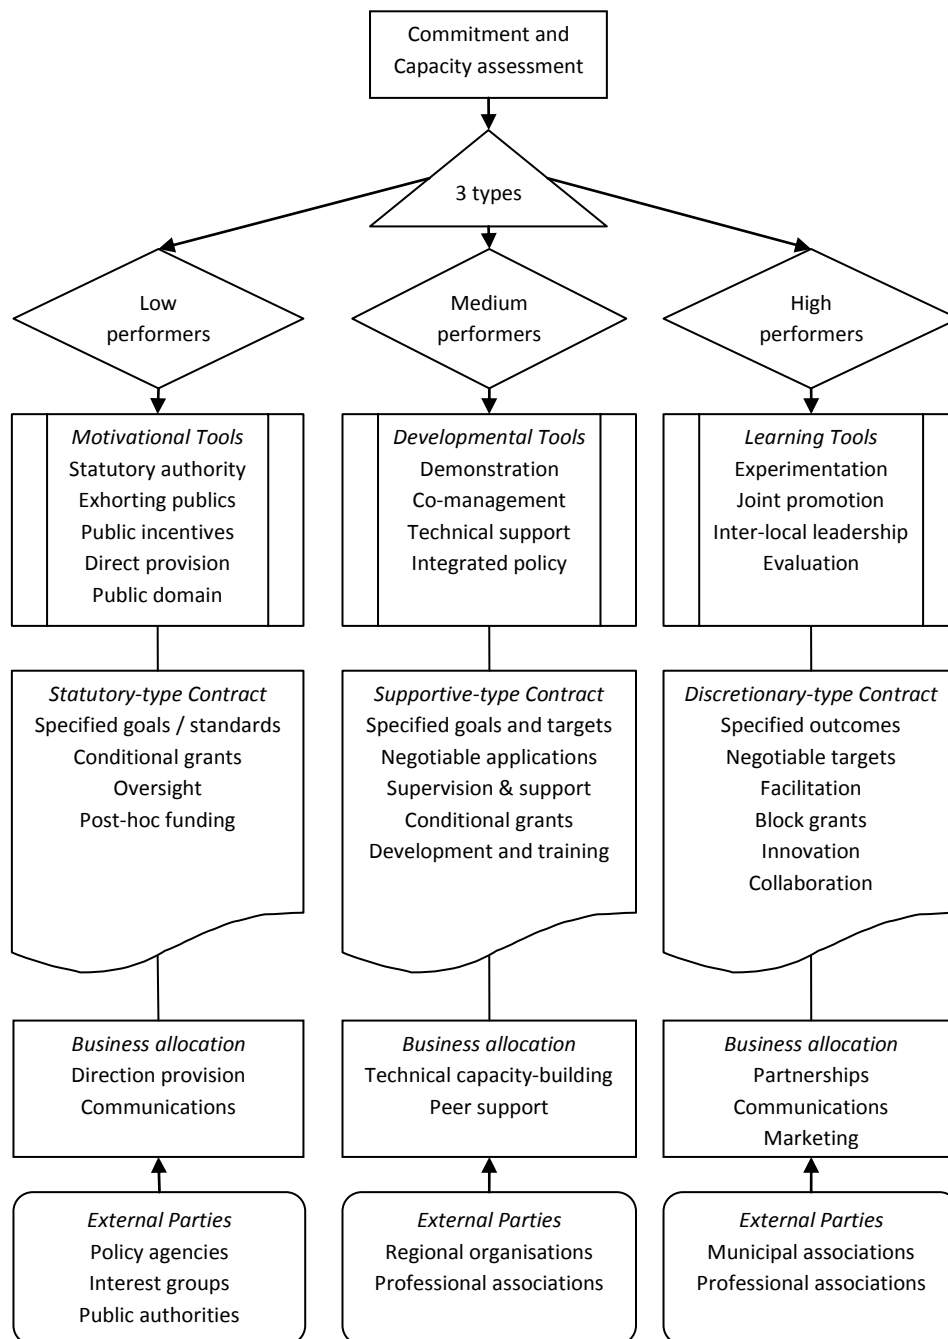 Commitment and
Capacity assessment
3 types
Low
performers
Medium
performers
High
performers
Motivational Tools
Statutory authority
Exhorting publics
Public incentives
Direct provision
Public domain
Developmental Tools
Demonstration
Co-management
Technical support
Integrated policy
Learning Tools
Experimentation
Joint promotion
Inter-local leadership
Evaluation
Statutory-type Contract
Specified goals / standards
Conditional grants
Oversight
Post-hoc funding
Supportive-type Contract
Specified goals and targets
Negotiable applications
Supervision & support
Conditional grants
Development and training
Discretionary-type Contract
Specified outcomes
Negotiable targets
Facilitation
Block grants
Innovation
Collaboration
Business allocation
Direction provision
Communications
Business allocation
Technical capacity-building
Peer support
Business allocation
Partnerships
Communications
Marketing
External Parties
Policy agencies
Interest groups
Public authorities
External Parties
Regional organisations
Professional associations
External Parties
Municipal associations
Professional associations